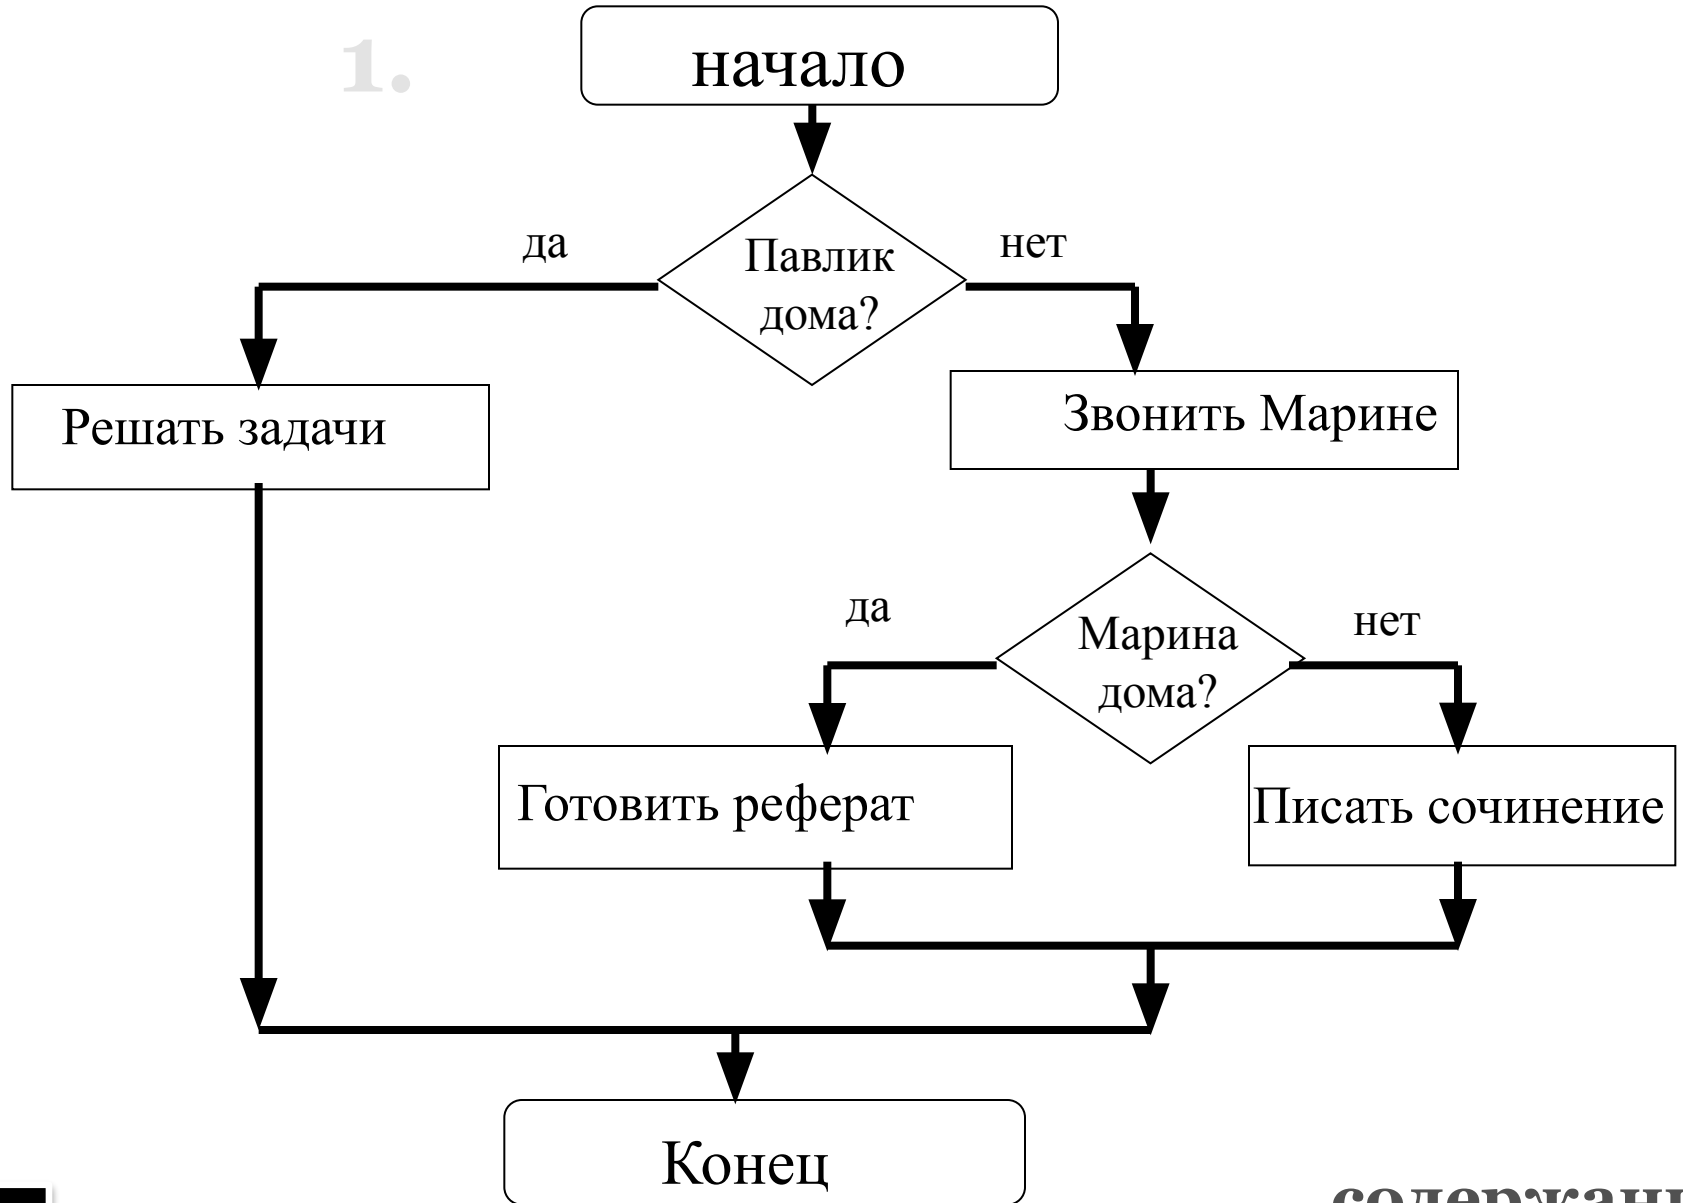 1.
начало
да
нет
Павлик
дома?
Решать задачи
Звонить Марине
да
нет
Марина
дома?
Готовить реферат
Писать сочинение
Конец